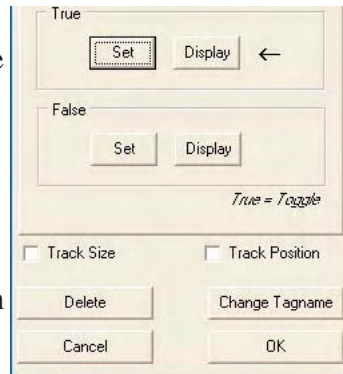 True
Set Display ←
False
Set Display
True = Toggle
Track Size Track Position
Delete Change Tagname
Cancel OK